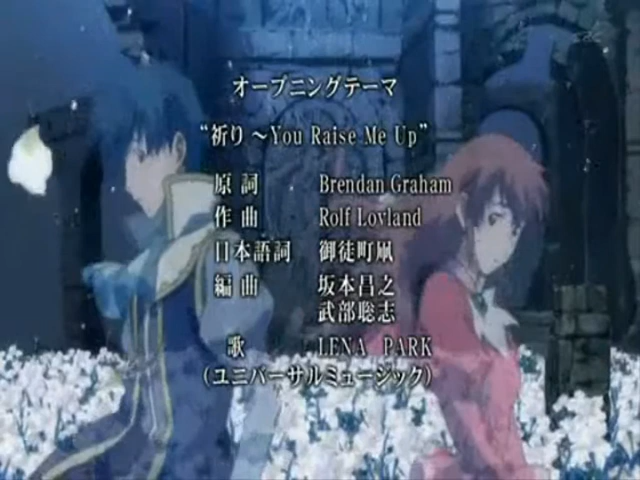 オープニングテーマ
“祈り～You Raise Me Up”
原詞 Brendan Graham
作曲 Rolf Lovland
日本語詞 御徒町凧
編曲 坂本昌之
武部聡志
歌 LENA PARK
(ユニバーサルミュージック)